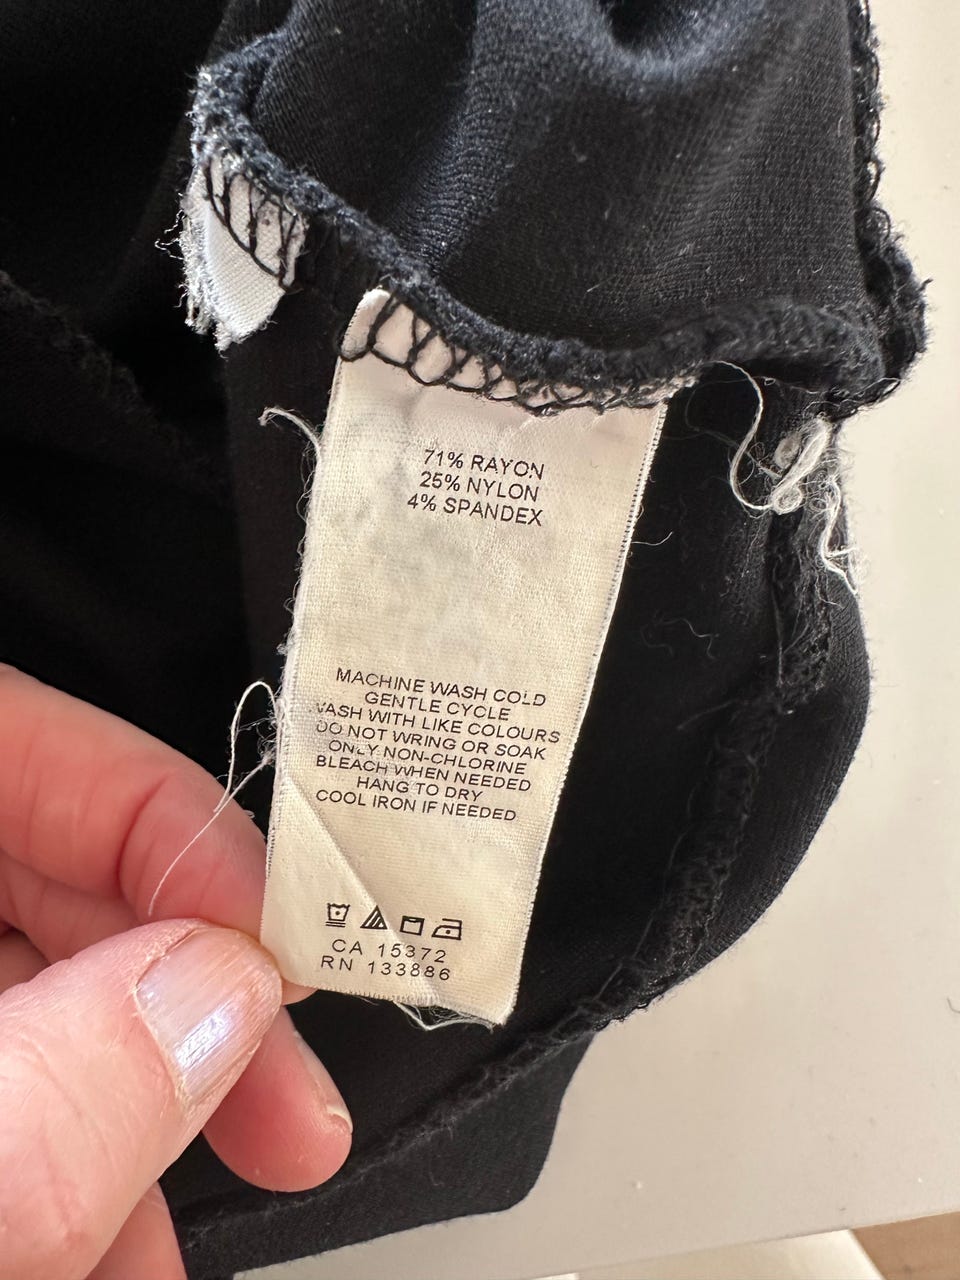 71% RAYON
25% NYLON
4% SPANDEX
MACHINE WASH COLD
GENTLE CYCLE
WASH WITH LIKE COLOURS
DO NOT WRING OR SOAK
ONLY NON-CHLORINE
BLEACH WHEN NEEDED
HANG TO DRY
COOL IRON IF NEEDED
CA 15372
RN 133886